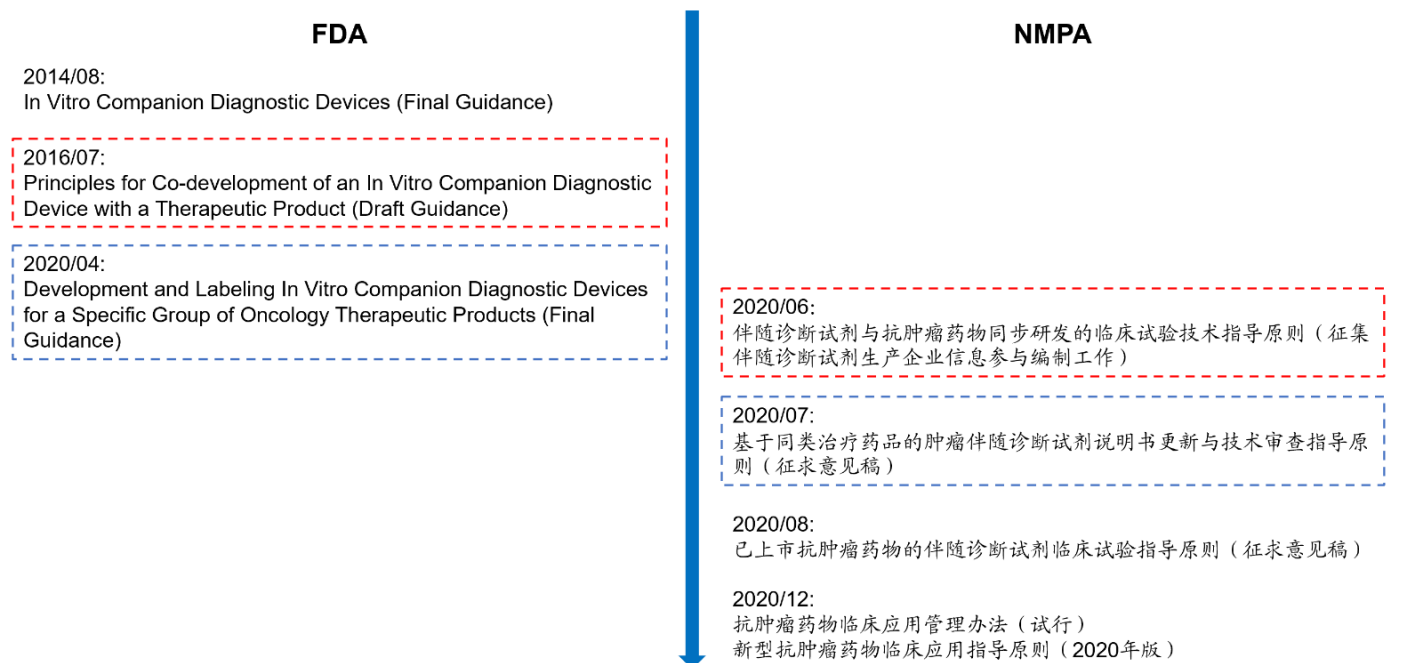 FDA
2014/08:
In Vitro Companion Diagnostic Devices (Final Guidance)
2016/07:
Principles for Co-development of an In Vitro Companion Diagnostic
Device with a Therapeutic Product (Draft Guidance)
2020/04:
Development and Labeling In Vitro Companion Diagnostic Devices
for a Specific Group of Oncology Therapeutic Products (Final
Guidance)
NMPA
2020/06:
伴随诊断试剂与抗肿瘤药物同步研发的临床试验技术指导原则（征集
伴随诊断试剂生产企业信息参与编制工作）
2020/07:
基于同类治疗药品的肿瘤伴随诊断试剂说明书更新与技术审查指导原
则（征求意见稿）
2020/08:
已上市抗肿瘤药物的伴随诊断试剂临床试验指导原则（征求意见稿）
2020/12:
抗肿瘤药物临床应用管理办法（试行）
新型抗肿瘤药物临床应用指导原则（2020年版）